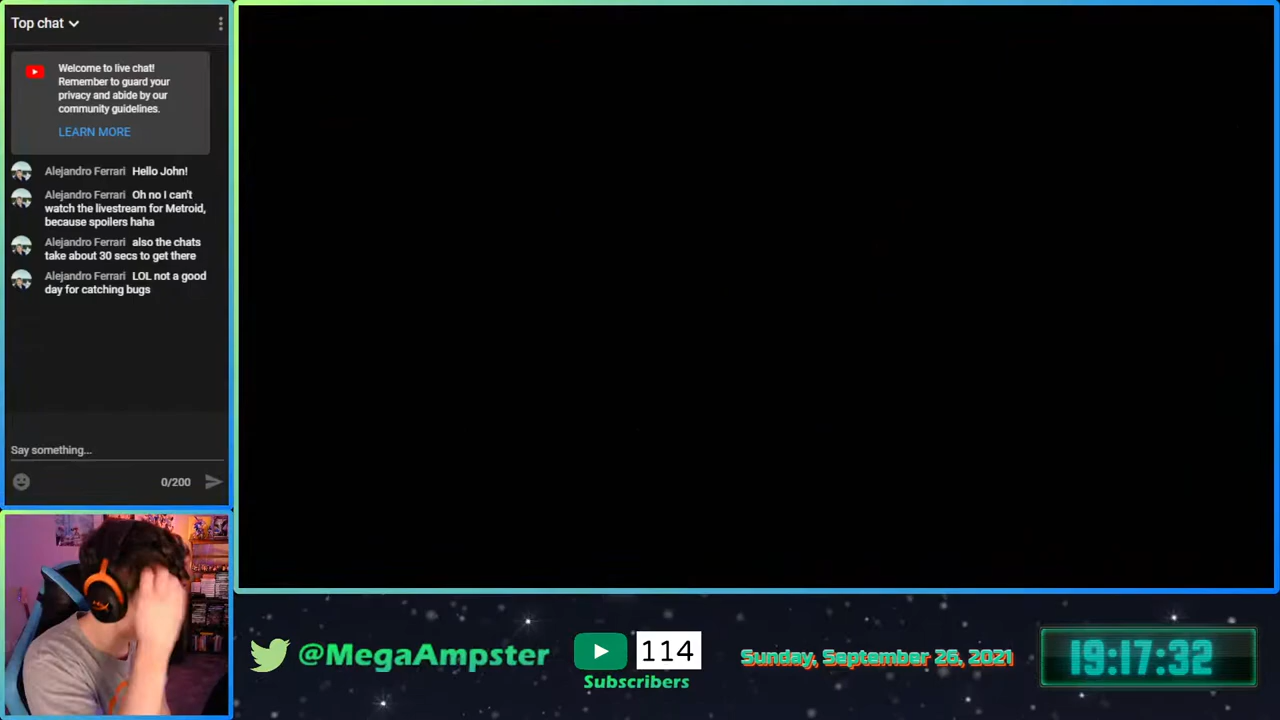 Top chat
Welcome to live chat!
Remember to guard your
privacy and abide by our
community guidelines.
LEARN MORE
Alejandro Ferrari Hello John!
Alejandro Ferrari Oh no I can't
watch the livestream for Metroid,
because spoilers haha
Alejandro Ferrari also the chats
take about 30 secs to get there
Alejandro Ferrari LOL not a good
day for catching bugs
Say something...
0/200
@MegaAmpster
114
Subscribers
Sunday, September 26, 2021
19:17:32